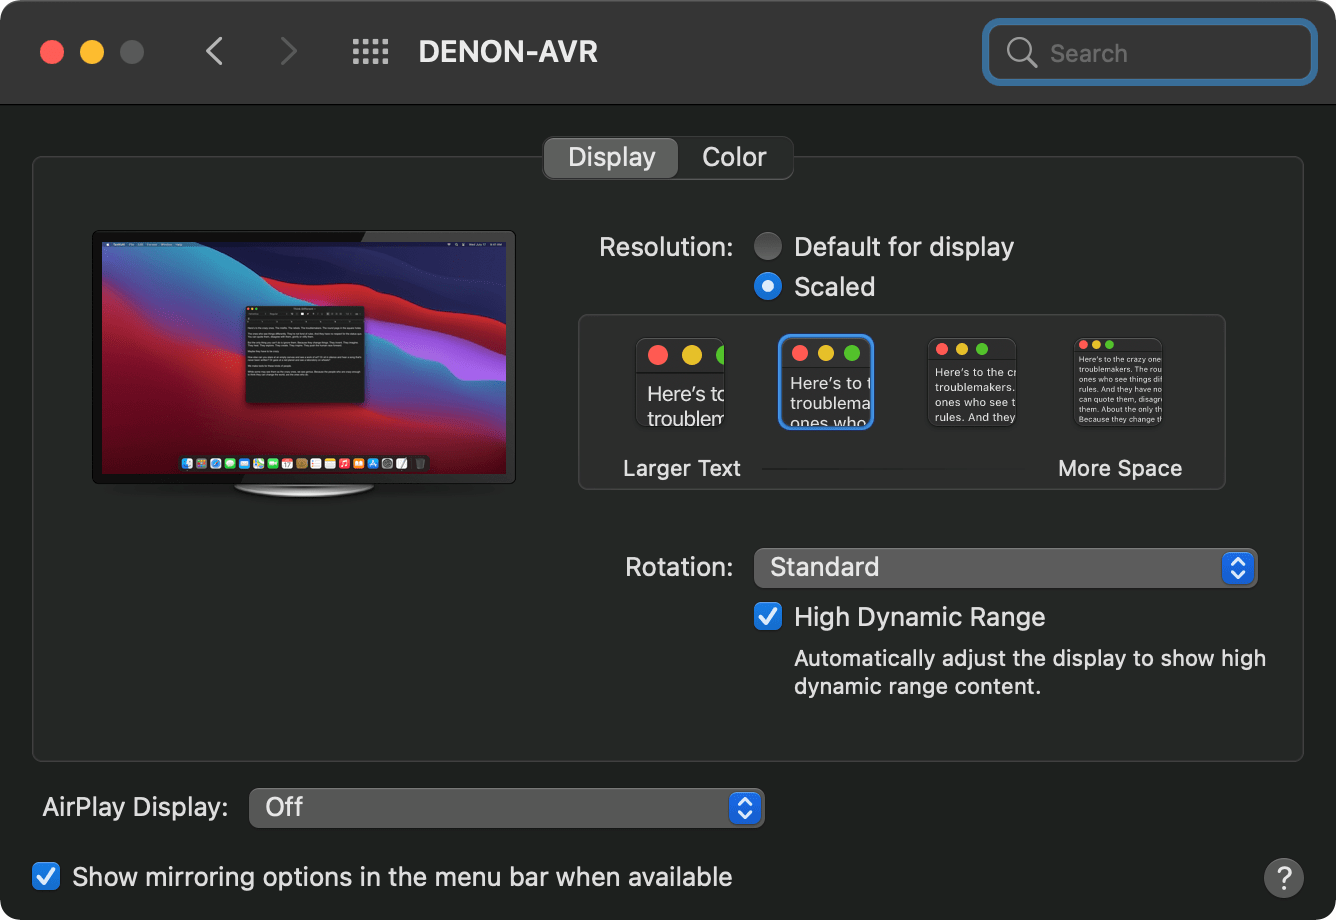 DENON-AVR
Search
Display
Color
Resolution:
Default for display
Scaled
Here's to
troublem
Here's to t
troublema
ones who
Here's to the cr
troublemakers.
ones who see t
rules. And they
Here's to the crazy one
troublemakers. The rou
ones who see things dif
rules. And they have no
can quote them, disagr
them. About the only th
Because they change t
Larger Text
More Space
Rotation:
Standard
High Dynamic Range
Automatically adjust the display to show high
dynamic range content.
AirPlay Display:
Off
Show mirroring options in the menu bar when available
?